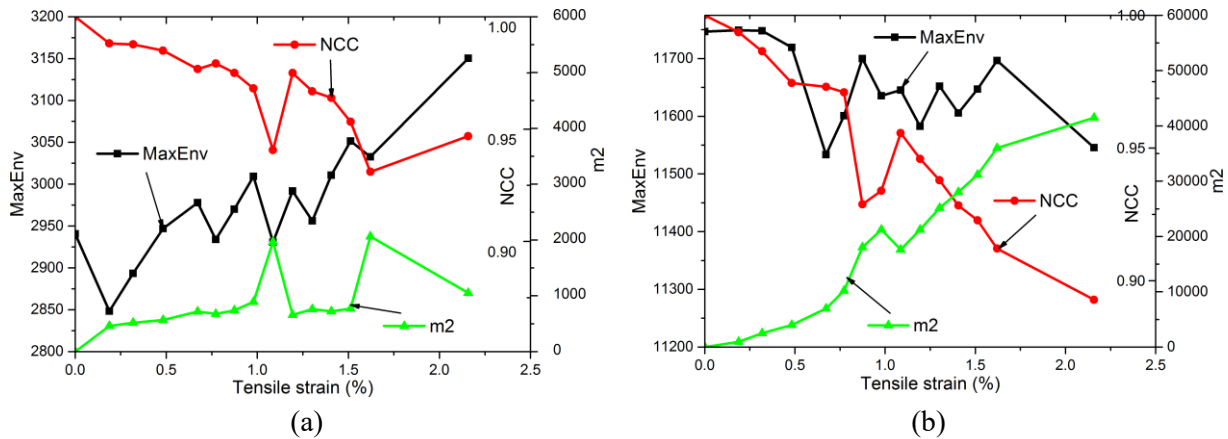 3200
3150
3100
3050
3000
2950
2900
2850
2800
MaxEnv
0.0
0.5
1.0
1.5
2.0
2.5
Tensile strain (%)
1.00
0.95
0.90
NCC
6000
5000
4000
3000
2000
1000
0
m2
NCC
MaxEnv
m2
(a)
11700
11600
11500
11400
11300
11200
MaxEnv
0.0
0.5
1.0
1.5
2.0
2.5
Tensile strain (%)
1.00
0.95
0.90
NCC
60000
50000
40000
30000
20000
10000
0
m2
MaxEnv
NCC
m2
(b)